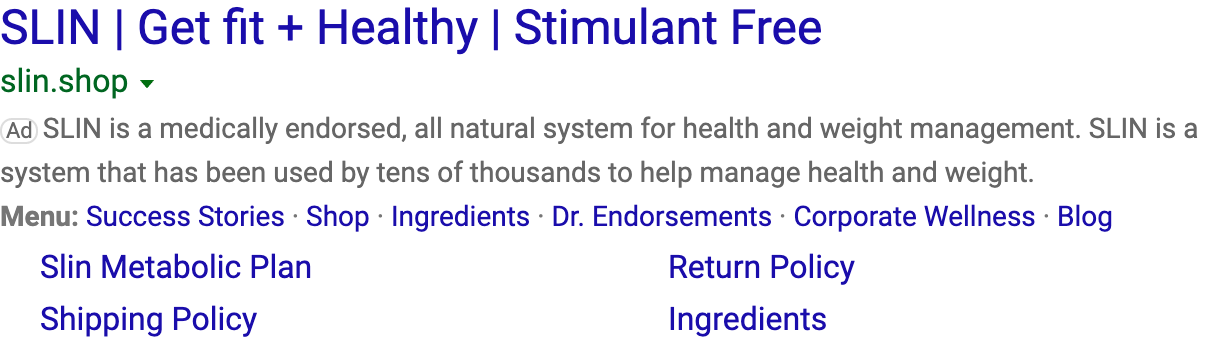 SLIN | Get fit + Healthy | Stimulant Free
slin.shop
Ad SLIN is a medically endorsed, all natural system for health and weight management. SLIN is a
system that has been used by tens of thousands to help manage health and weight.
Menu: Success Stories · Shop · Ingredients · Dr. Endorsements · Corporate Wellness · Blog
Slin Metabolic Plan Return Policy
Shipping Policy Ingredients